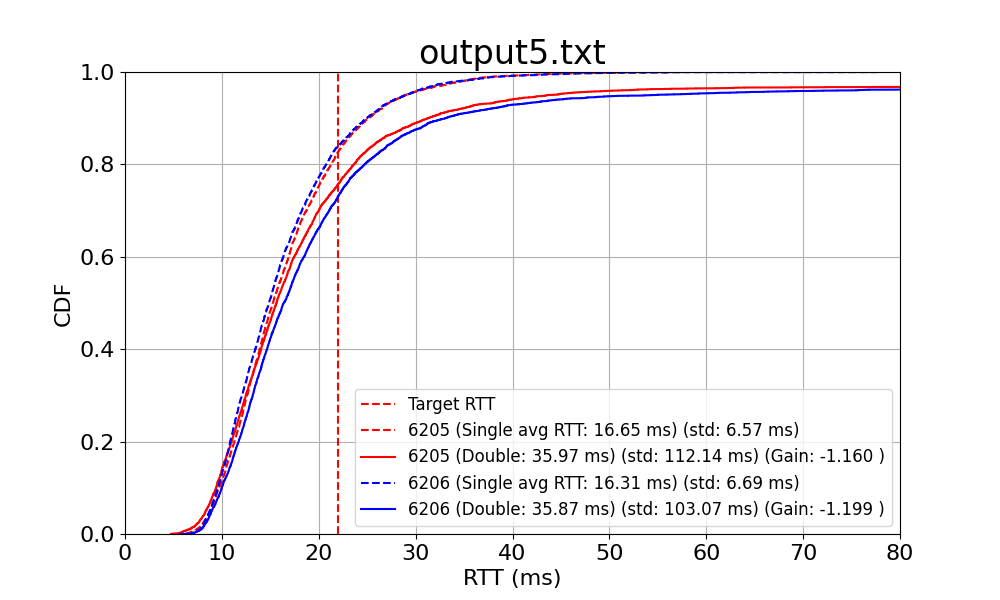 output5.txt
CDF
1.0
0.8
0.6
0.4
0.2
0.0
Target RTT
6205 (Single avg RTT: 16.65 ms) (std: 6.57 ms)
6205 (Double: 35.97 ms) (std: 112.14 ms) (Gain: -1.160 )
6206 (Single avg RTT: 16.31 ms) (std: 6.69 ms)
6206 (Double: 35.87 ms) (std: 103.07 ms) (Gain: -1.199 )
0 10 20 30 40 50 60 70 80
RTT (ms)